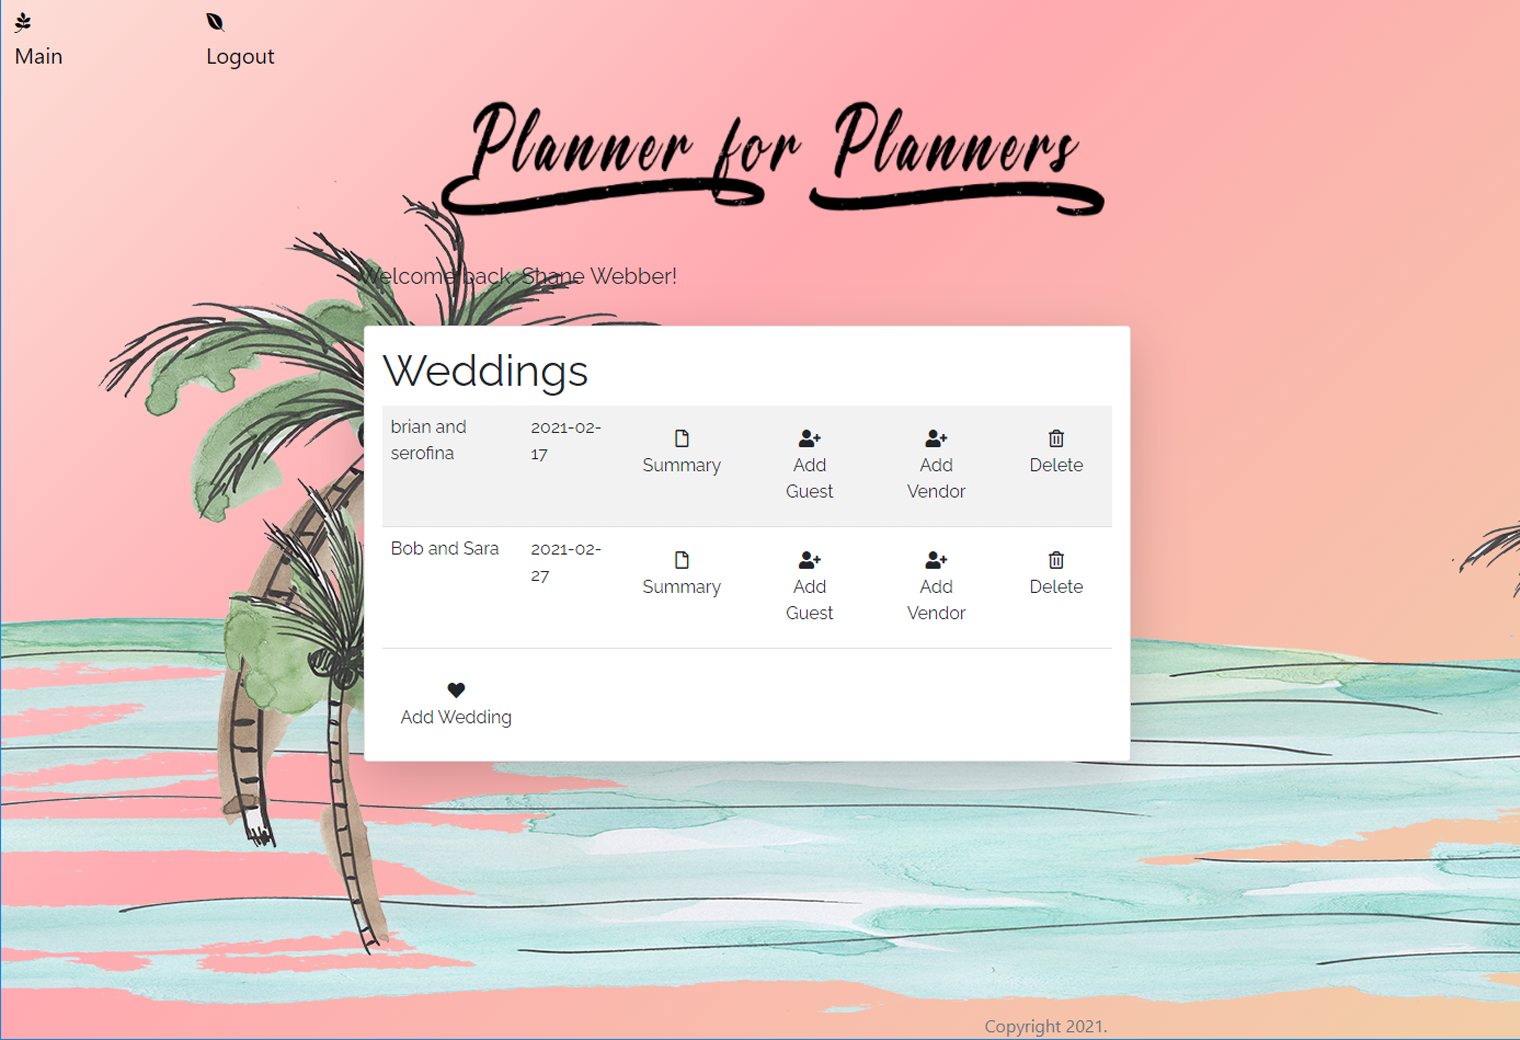 Main
Logout
Planner for Planners
Welcome back, Shane Webber!
Weddings
brian and
serofina
2021-02-
17
Summary
Add
Guest
Add
Vendor
Delete
Bob and Sara
2021-02-
27
Summary
Add
Guest
Add
Vendor
Delete
Add Wedding
Copyright 2021.